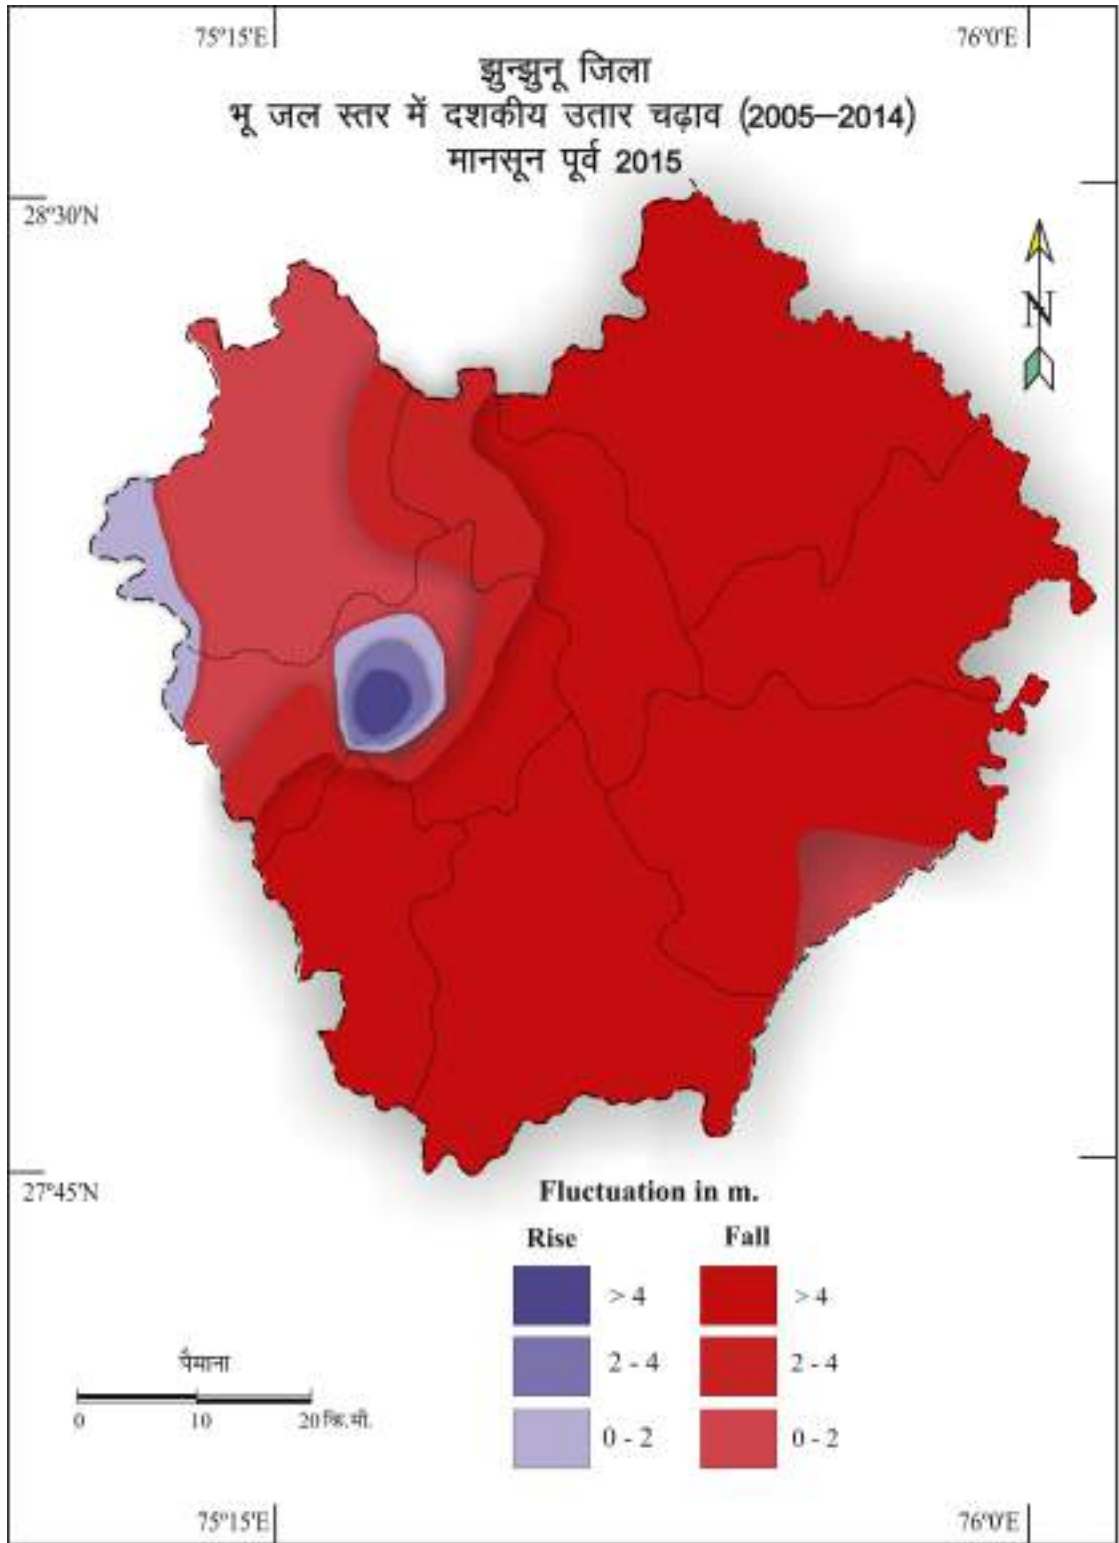 75°15'E 76°0'E
झुन्झुनू जिला
भू जल स्तर में दशकीय उतार चढ़ाव (2005–2014)
मानसून पूर्व 2015
28°30'N
N
27°45'N
Fluctuation in m.
Rise Fall
> 4 > 4
2 - 4 2 - 4
0 - 2 0 - 2
पैमाना
0 10 20 कि.मी.
75°15'E 76°0'E